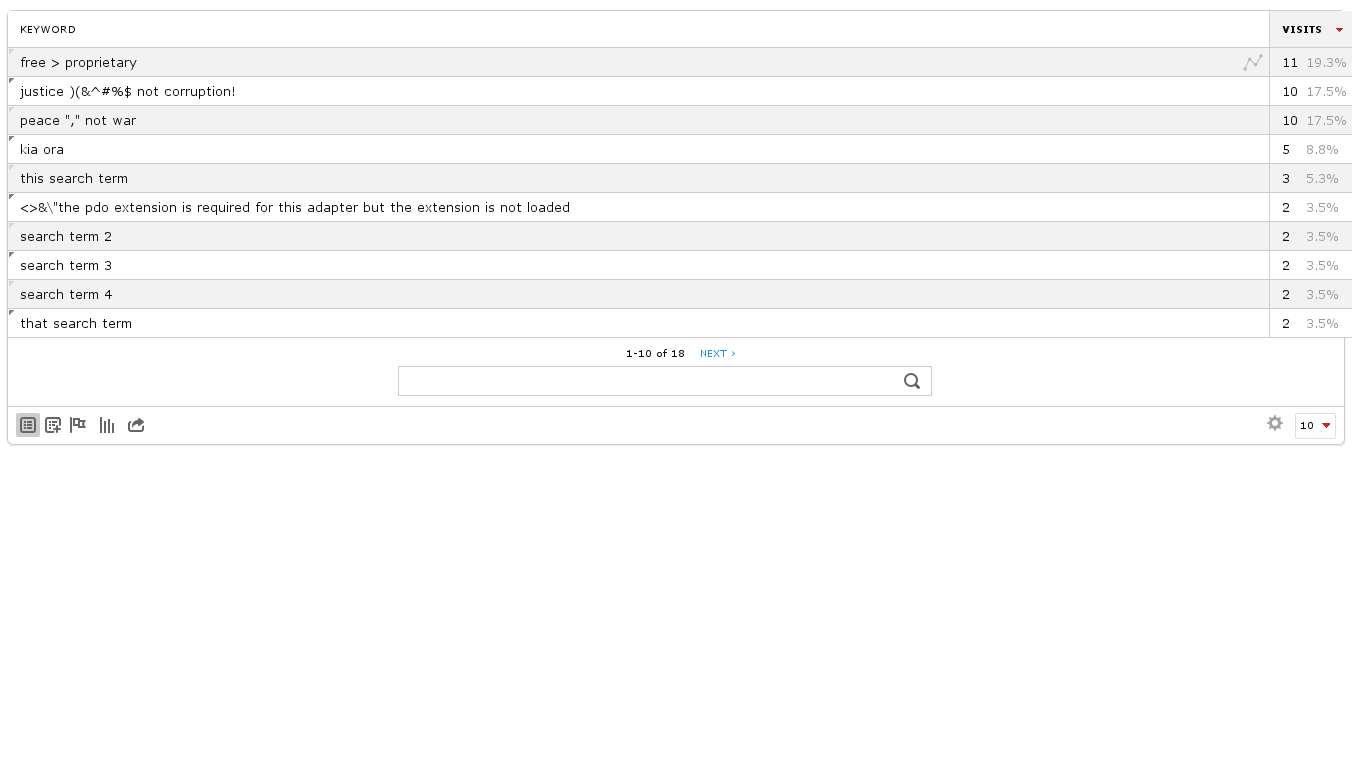 KEYWORD VISITS
free > proprietary 11 19.3%
justice )(&^#%$ not corruption! 10 17.5%
peace "," not war 10 17.5%
kia ora 5 8.8%
this search term 3 5.3%
<>&\"the pdo extension is required for this adapter but the extension is not loaded 2 3.5%
search term 2 2 3.5%
search term 3 2 3.5%
search term 4 2 3.5%
that search term 2 3.5%
1-10 of 18 NEXT ›
10